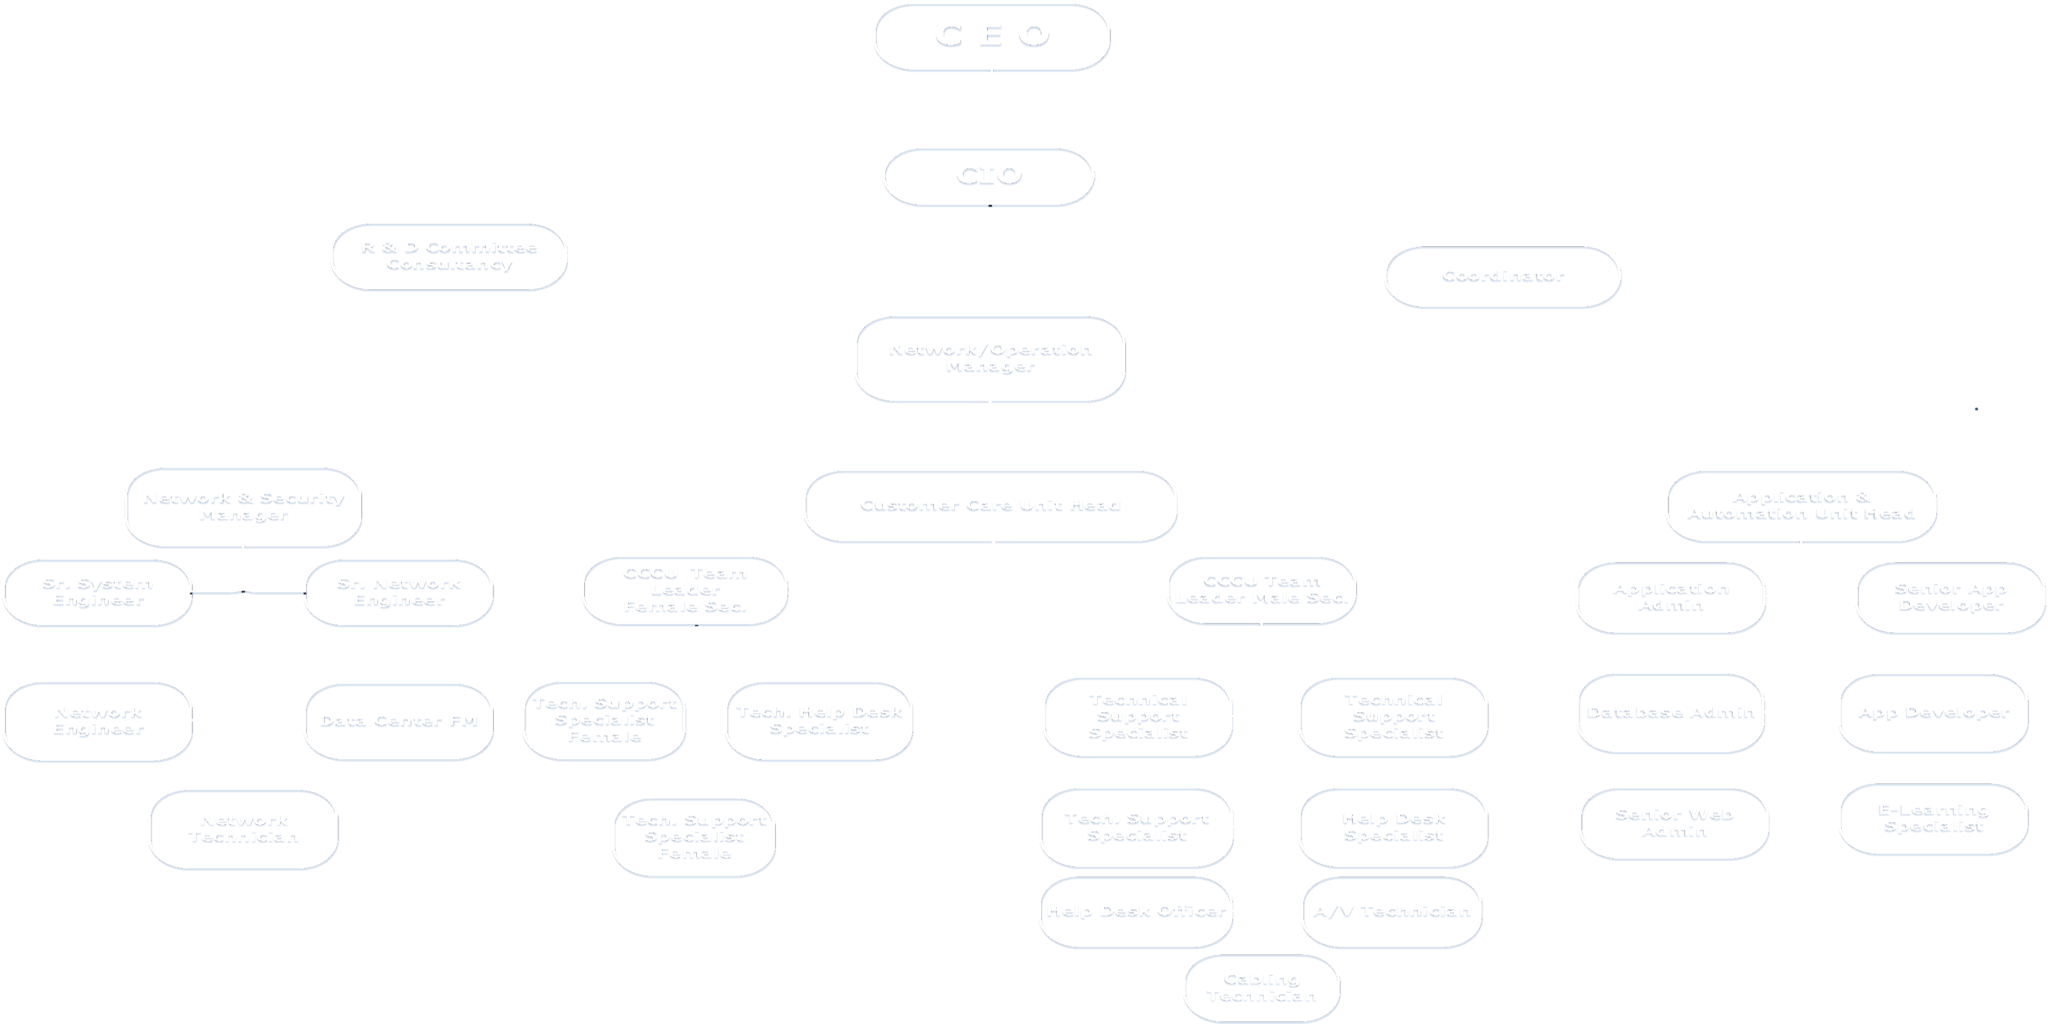 C E O
CIO
R & D Committee
Consultancy
Coordinator
Network/Operation
Manager
Network & Security
Manager
Customer Care Unit Head
Application &
Automation Unit Head
Sr. System
Engineer
Sr. Network
Engineer
CCCU Team
Leader
Female Sec.
CCCU Team
Leader Male Sec.
Application
Admin
Senior App
Developer
Network
Engineer
Data Center FM
Tech. Support
Specialist
Female
Tech. Help Desk
Specialist
Technical
Support
Specialist
Technical
Support
Specialist
Database Admin
App Developer
Network
Technician
Tech. Support
Specialist
Female
Tech. Support
Specialist
Help Desk
Specialist
Senior Web
Admin
E-Learning
Specialist
Help Desk Officer
A/V Technician
Cabling
Technician